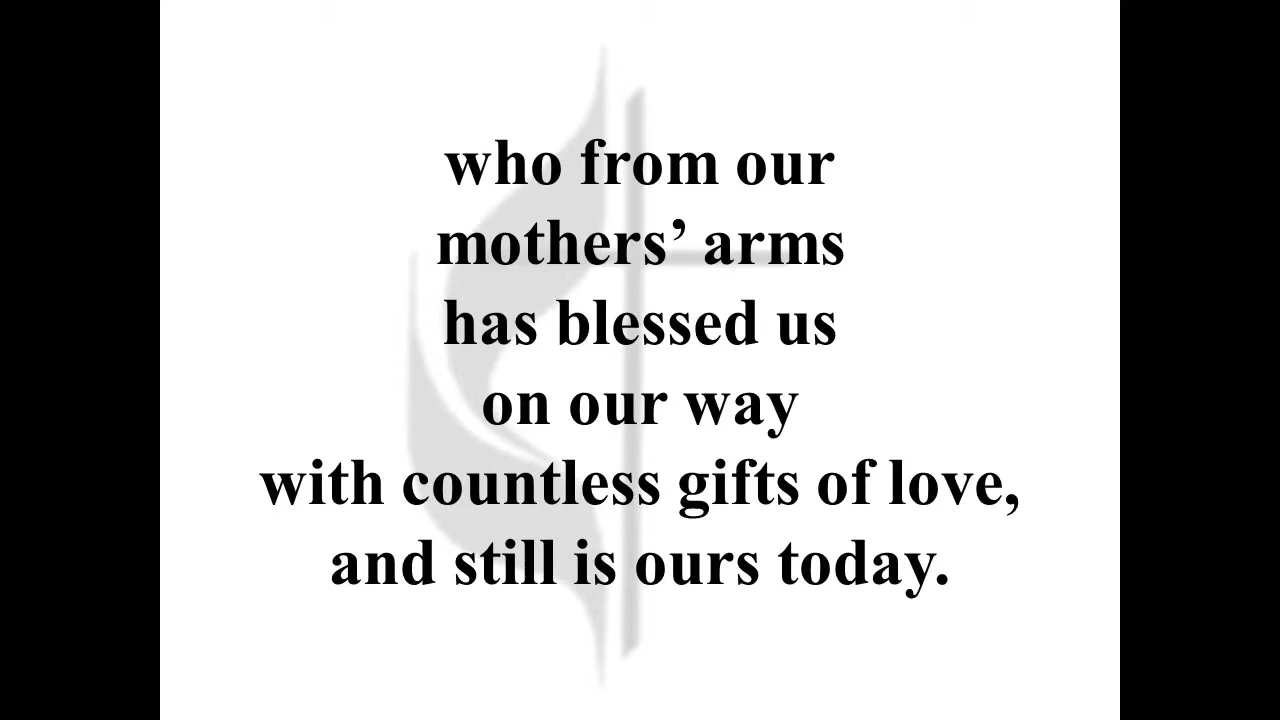 who from our
mothers’ arms
has blessed us
on our way
with countless gifts of love,
and still is ours today.